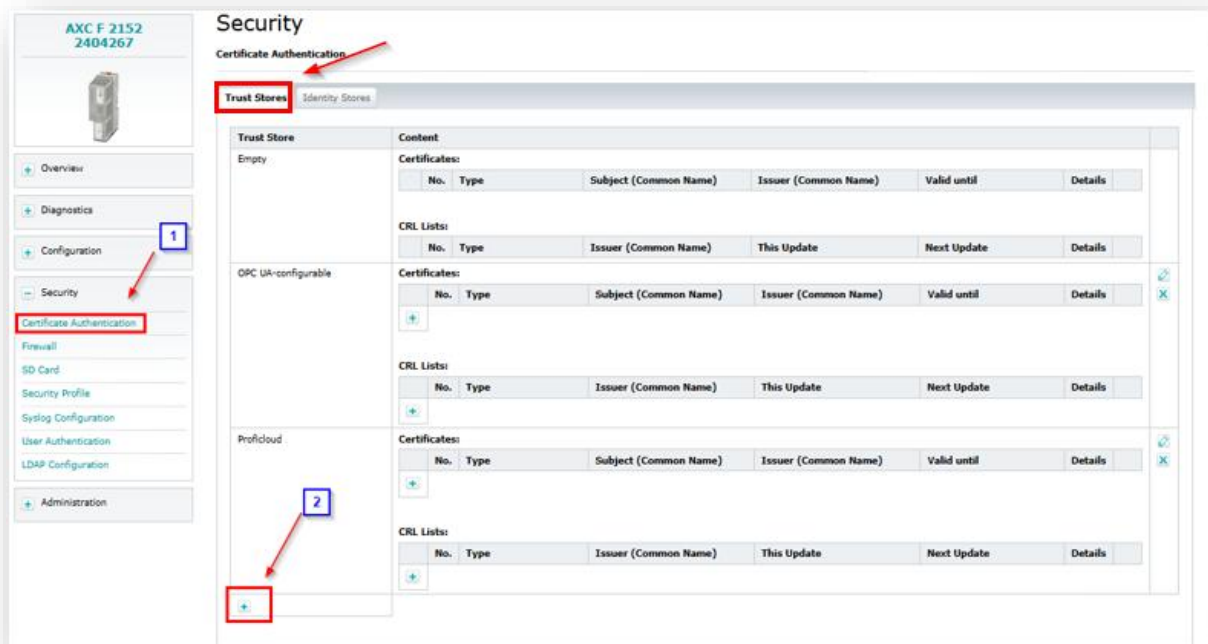 AXC F 2152
2404267
Security
Certificate Authentication
Trust Stores Identity Stores
Overview
Diagnostics
1
Configuration
Security
Certificate Authentication
Firewall
SD Card
Security Profile
Syslog Configuration
User Authentication
LDAP Configuration
Administration
Trust Store Content
Empty Certificates:
No. Type Subject (Common Name) Issuer (Common Name) Valid until Details
CRL Lists:
No. Type Issuer (Common Name) This Update Next Update Details
OPC UA-configurable Certificates:
No. Type Subject (Common Name) Issuer (Common Name) Valid until Details
CRL Lists:
No. Type Issuer (Common Name) This Update Next Update Details
Proficloud Certificates:
No. Type Subject (Common Name) Issuer (Common Name) Valid until Details
2
CRL Lists:
No. Type Issuer (Common Name) This Update Next Update Details